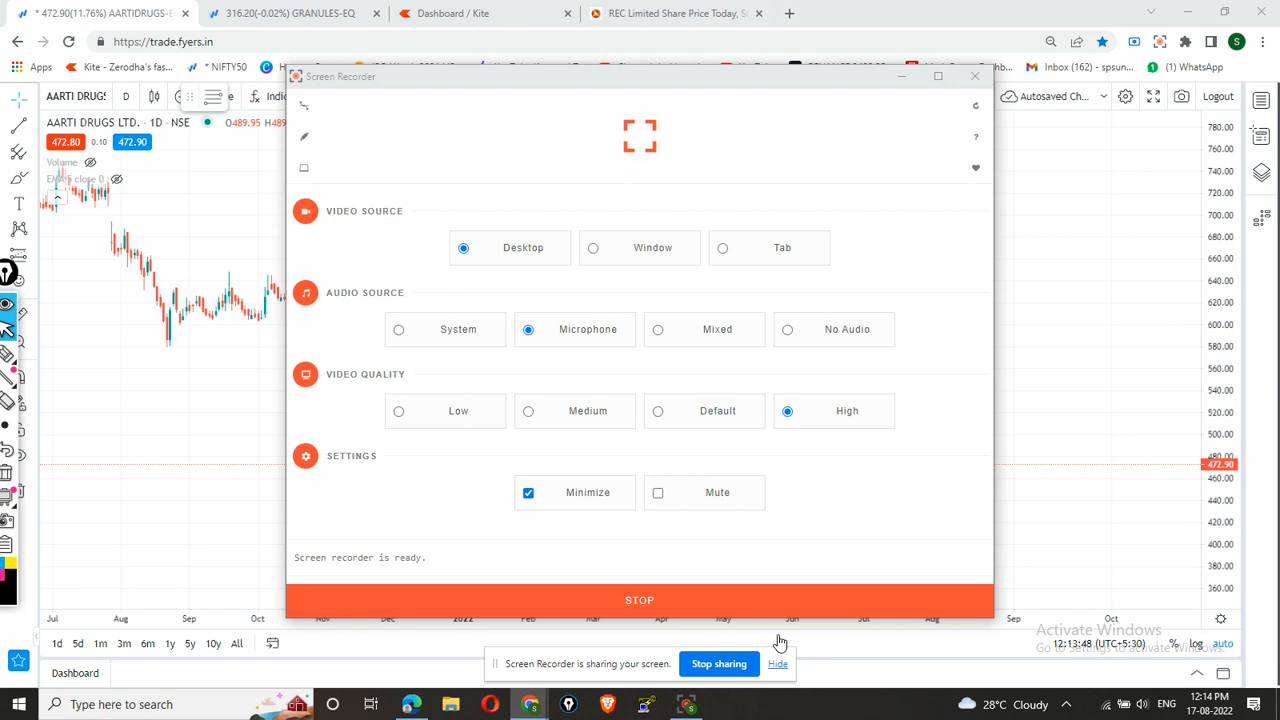 * 472.90(11.76%) AARTIDRUGS-E
316.20(-0.02%) GRANULES-EQ
Dashboard / Kite
REC Limited Share Price Today, S
https://trade.fyers.in
S
Apps
Kite - Zerodha's fas...
* NIFTY50
Inbox (162) - spsun...
(1) WhatsApp
Screen Recorder
AARTI DRUGS
D
Indi
Autosaved Ch...
Logout
AARTI DRUGS LTD. · 1D · NSE
O489.95 H489
472.80
0.10
472.90
Volume
EMA 5 close 0
?
VIDEO SOURCE
Desktop
Window
Tab
AUDIO SOURCE
System
Microphone
Mixed
No Audio
VIDEO QUALITY
Low
Medium
Default
High
SETTINGS
Minimize
Mute
Screen recorder is ready.
STOP
780.00
760.00
740.00
720.00
700.00
680.00
660.00
640.00
620.00
600.00
580.00
560.00
540.00
520.00
500.00
480.00
472.90
460.00
440.00
420.00
400.00
380.00
360.00
Jul
Aug
Sep
Oct
Nov
Dec
2022
Feb
Mar
Apr
May
Jun
Jul
Aug
Sep
Oct
1d 5d 1m 3m 6m 1y 5y 10y All
12:13:48 (UTC+5:30)
%
log
auto
Activate Windows
Go to Settings to activate Windows.
Screen Recorder is sharing your screen.
Stop sharing
Hide
Dashboard
Type here to search
28°C Cloudy
ENG
12:14 PM
17-08-2022